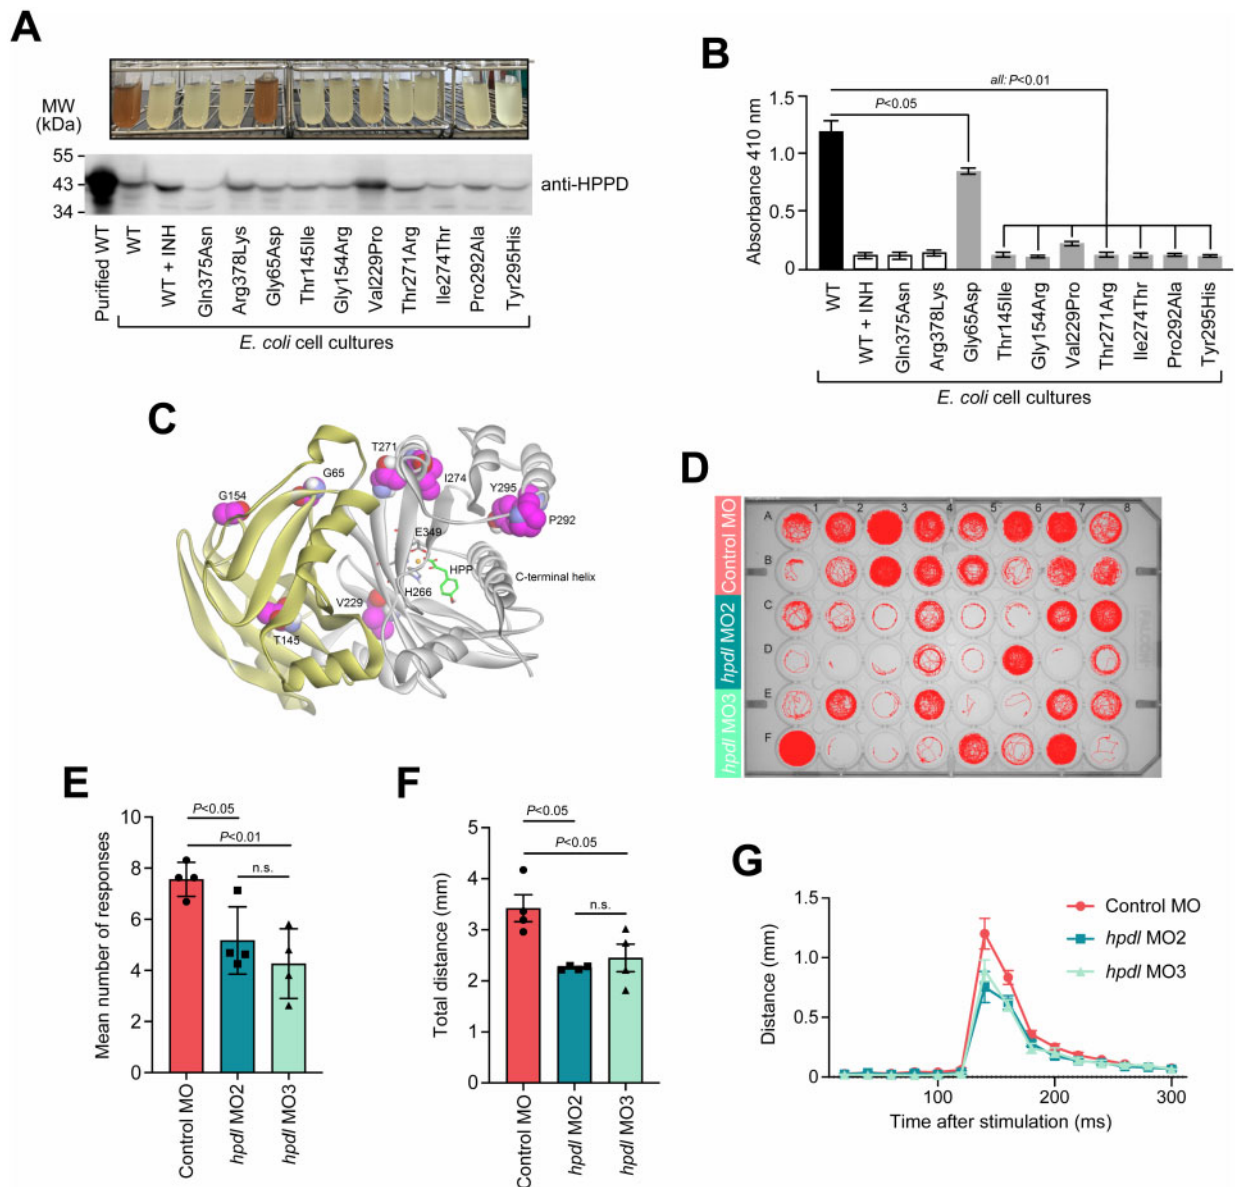 A
MW
(kDa)
55
43
34
anti-HPPD
Purified WT
WT
WT + INH
Gln375Asn
Arg378Lys
Gly65Asp
Thr145Ile
Gly154Arg
Val229Pro
Thr271Arg
Ile274Thr
Pro292Ala
Tyr295His
E. coli cell cultures
B
all: P<0.01
P<0.05
Absorbance 410 nm
1.5
1.0
0.5
0
WT
WT + INH
Gln375Asn
Arg378Lys
Gly65Asp
Thr145Ile
Gly154Arg
Val229Pro
Thr271Arg
Ile274Thr
Pro292Ala
Tyr295His
E. coli cell cultures
C
T271
G65
I274
G154
Y295
P292
E349
HPP
C-terminal helix
V229
H266
T145
D
Control MO
hpdl MO2
hpdl MO3
1 2 3 4 5 6 7 8
A
B
C
D
E
F
E
P<0.05
P<0.01
n.s.
Mean number of responses
10
8
6
4
2
0
Control MO
hpdl MO2
hpdl MO3
F
P<0.05
P<0.05
n.s.
Total distance (mm)
5
4
3
2
1
0
Control MO
hpdl MO2
hpdl MO3
G
Distance (mm)
1.5
1.0
0.5
0.0
100
200
300
Time after stimulation (ms)
Control MO
hpdl MO2
hpdl MO3